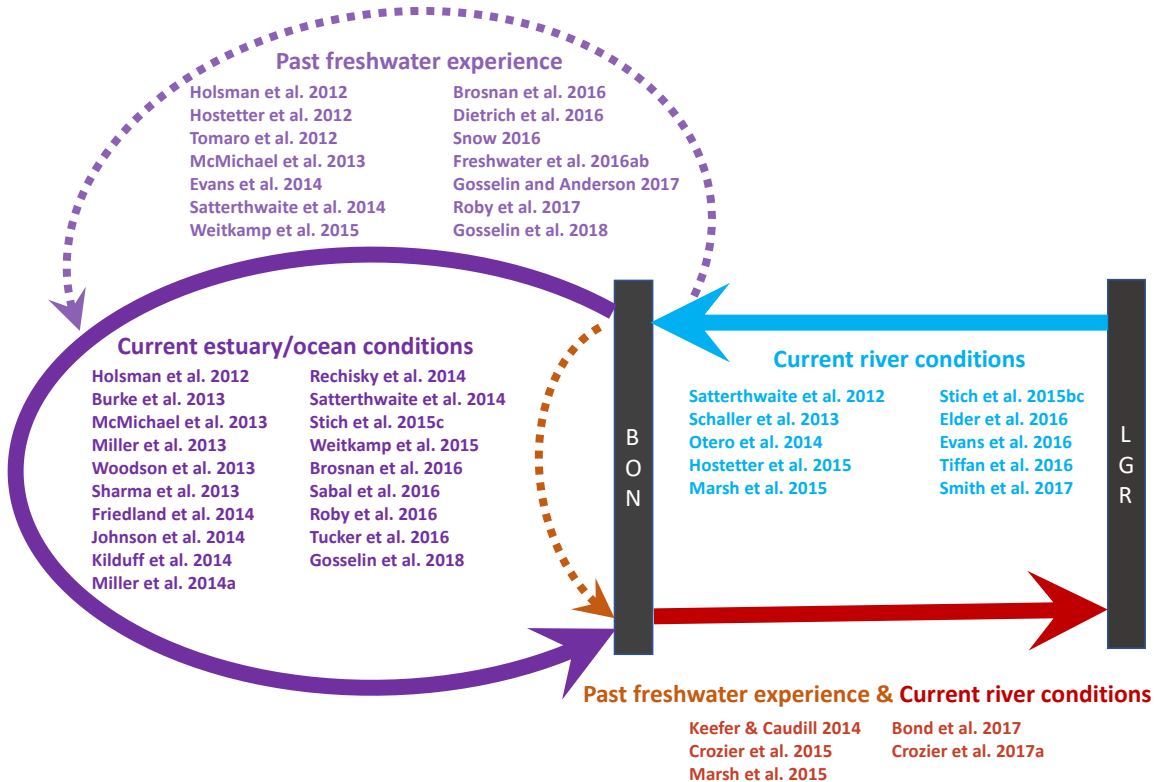 Past freshwater experience
Holsman et al. 2012
Hostetter et al. 2012
Tomaro et al. 2012
McMichael et al. 2013
Evans et al. 2014
Satterthwaite et al. 2014
Weitkamp et al. 2015
Brosnan et al. 2016
Dietrich et al. 2016
Snow 2016
Freshwater et al. 2016ab
Gosselin and Anderson 2017
Roby et al. 2017
Gosselin et al. 2018
Current estuary/ocean conditions
Holsman et al. 2012
Burke et al. 2013
McMichael et al. 2013
Miller et al. 2013
Woodson et al. 2013
Sharma et al. 2013
Friedland et al. 2014
Johnson et al. 2014
Kilduff et al. 2014
Miller et al. 2014a
Rechisky et al. 2014
Satterthwaite et al. 2014
Stich et al. 2015c
Weitkamp et al. 2015
Brosnan et al. 2016
Sabal et al. 2016
Roby et al. 2016
Tucker et al. 2016
Gosselin et al. 2018
B
O
N
Current river conditions
Satterthwaite et al. 2012
Schaller et al. 2013
Otero et al. 2014
Hostetter et al. 2015
Marsh et al. 2015
Stich et al. 2015bc
Elder et al. 2016
Evans et al. 2016
Tiffan et al. 2016
Smith et al. 2017
L
G
R
Past freshwater experience & Current river conditions
Keefer & Caudill 2014
Crozier et al. 2015
Marsh et al. 2015
Bond et al. 2017
Crozier et al. 2017a